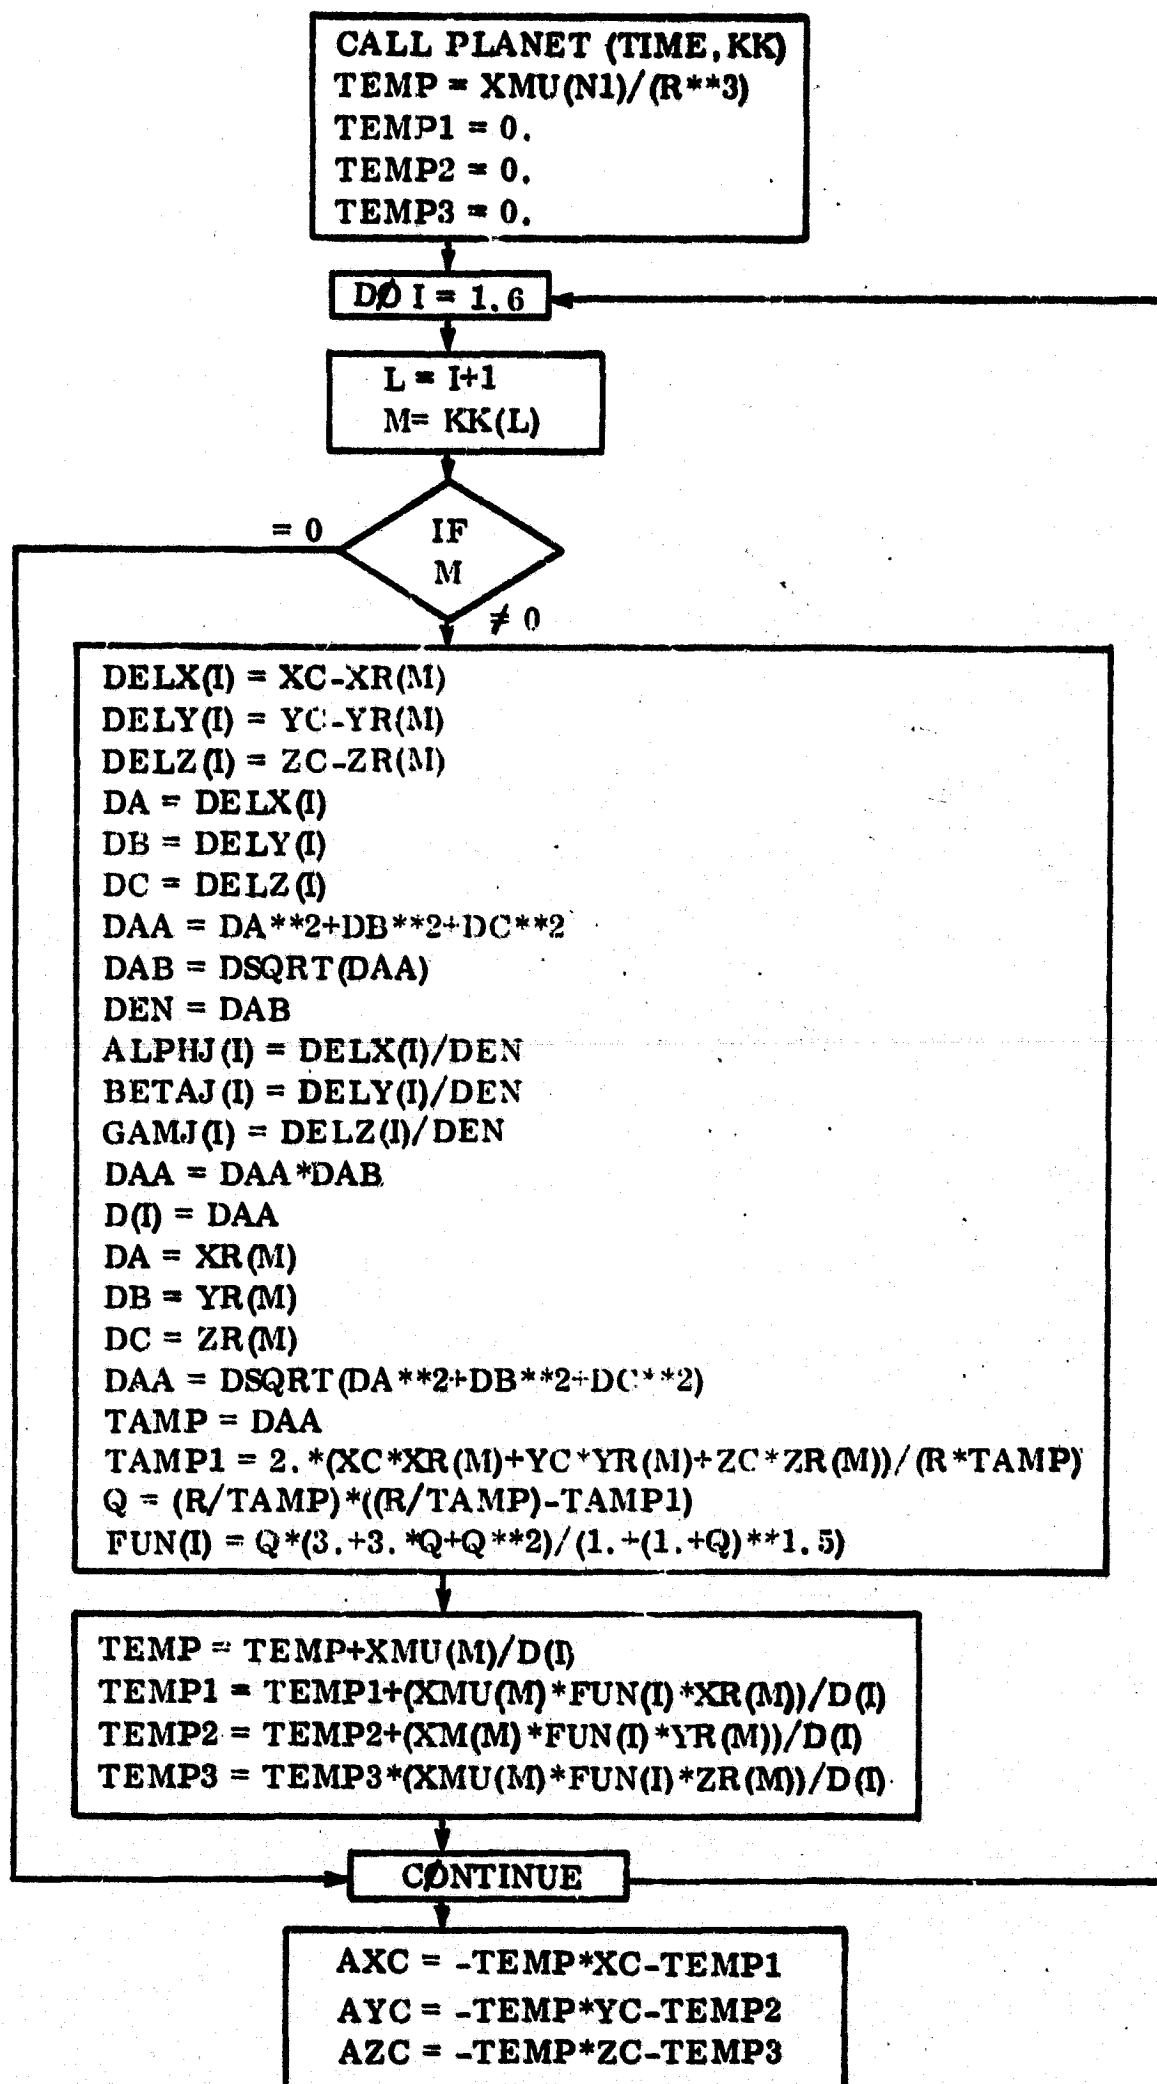 CALL PLANET (TIME, KK)
TEMP = XMU(N1)/(R**3)
TEMP1 = 0.
TEMP2 = 0.
TEMP3 = 0.
DØ I = 1.6
L = I+1
M= KK(L)
= 0
IF
M
≠ 0
DELX(I) = XC-XR(M)
DELY(I) = YC-YR(M)
DELZ(I) = ZC-ZR(M)
DA = DELX(I)
DB = DELY(I)
DC = DELZ(I)
DAA = DA**2+DB**2+DC**2
DAB = DSQRT(DAA)
DEN = DAB
ALPHJ(I) = DELX(I)/DEN
BETAJ(I) = DELY(I)/DEN
GAMJ(I) = DELZ(I)/DEN
DAA = DAA*DAB
D(I) = DAA
DA = XR(M)
DB = YR(M)
DC = ZR(M)
DAA = DSQRT(DA**2+DB**2+DC**2)
TAMP = DAA
TAMP1 = 2. *(XC*XR(M)+YC*YR(M)+ZC*ZR(M))/(R*TAMP)
Q = (R/TAMP)*((R/TAMP)-TAMP1)
FUN(I) = Q*(3.+3. *Q+Q**2)/(1.+(1.+Q)**1.5)
TEMP = TEMP+XMU(M)/D(I)
TEMP1 = TEMP1+(XMU(M)*FUN(I)*XR(M))/D(I)
TEMP2 = TEMP2+(XM(M)*FUN(I)*YR(M))/D(I)
TEMP3 = TEMP3*(XMU(M)*FUN(I)*ZR(M))/D(I)
CØNTINUE
AXC = -TEMP*XC-TEMP1
AYC = -TEMP*YC-TEMP2
AZC = -TEMP*ZC-TEMP3